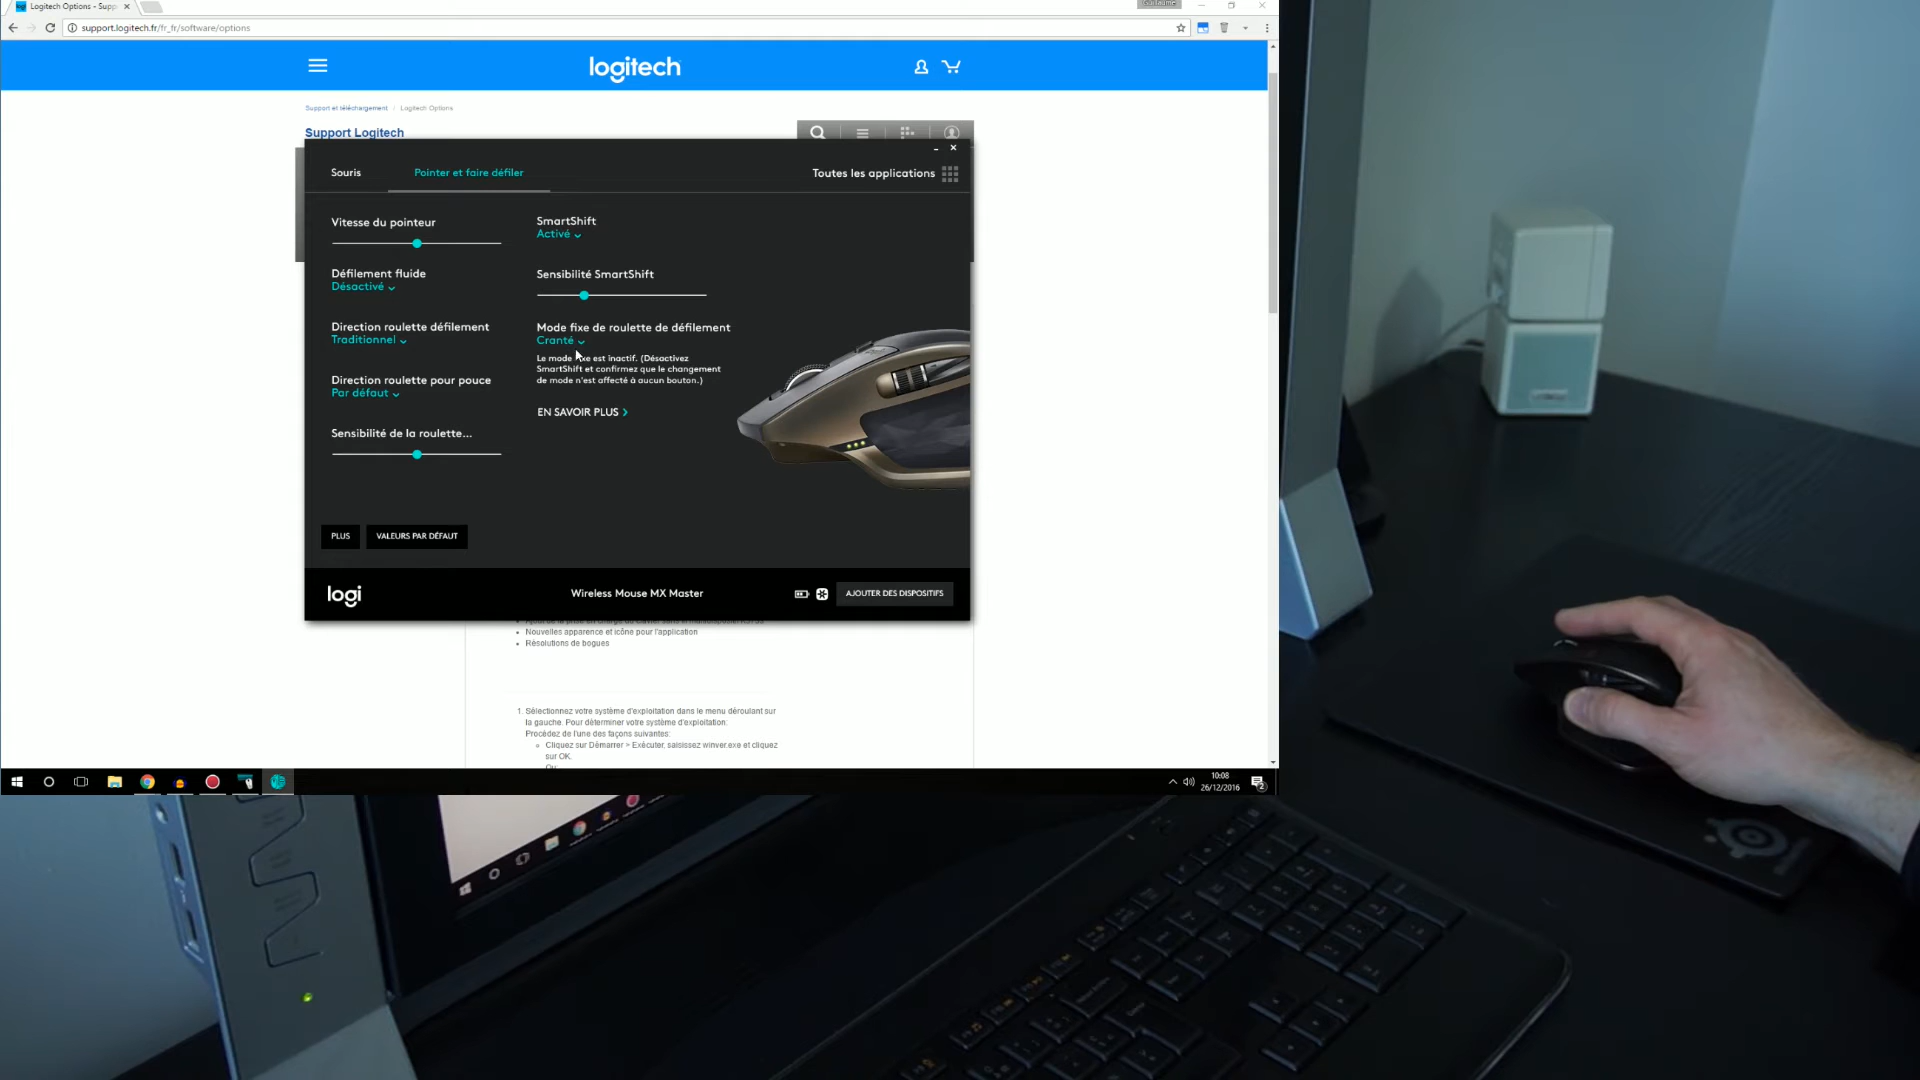 Logitech Options - Supp
Guillaume
support.logitech.fr/fr_fr/software/options
logitech
Support et téléchargement / Logitech Options
Support Logitech
Souris
Pointer et faire défiler
Toutes les applications
Vitesse du pointeur
SmartShift
Activé
Défilement fluide
Désactivé
Sensibilité SmartShift
Direction roulette défilement
Traditionnel
Mode fixe de roulette de défilement
Cranté
Le mode fixe est inactif. (Désactivez
SmartShift et confirmez que le changement
de mode n'est affecté à aucun bouton.)
Direction roulette pour pouce
Par défaut
EN SAVOIR PLUS
Sensibilité de la roulette...
PLUS
VALEURS PAR DÉFAUT
logi
Wireless Mouse MX Master
AJOUTER DES DISPOSITIFS
Nouvelles apparence et icône pour l'application
Résolutions de bogues
1. Sélectionnez votre système d'exploitation dans le menu déroulant sur
la gauche. Pour déterminer votre système d'exploitation:
Procédez de l'une des façons suivantes:
Cliquez sur Démarrer > Exécuter, saisissez winver.exe et cliquez
sur OK.
10:08
26/12/2016
2